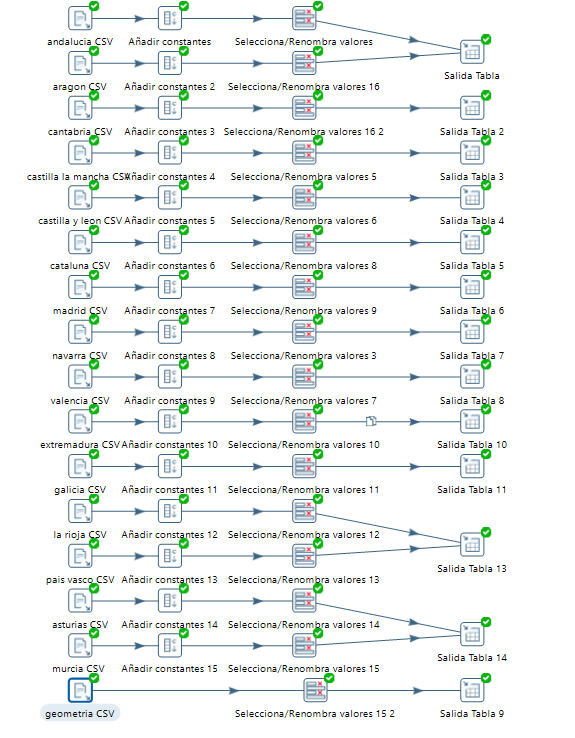 andalucia CSV Añadir constantes Selecciona/Renombra valores
Salida Tabla
aragon CSV Añadir constantes 2 Selecciona/Renombra valores 16
cantabria CSV Añadir constantes 3 Selecciona/Renombra valores 16 2 Salida Tabla 2
castilla la mancha CSV Añadir constantes 4 Selecciona/Renombra valores 5 Salida Tabla 3
castilla y leon CSV Añadir constantes 5 Selecciona/Renombra valores 6 Salida Tabla 4
cataluna CSV Añadir constantes 6 Selecciona/Renombra valores 8 Salida Tabla 5
madrid CSV Añadir constantes 7 Selecciona/Renombra valores 9 Salida Tabla 6
navarra CSV Añadir constantes 8 Selecciona/Renombra valores 3 Salida Tabla 7
valencia CSV Añadir constantes 9 Selecciona/Renombra valores 7 Salida Tabla 8
extremadura CSV Añadir constantes 10 Selecciona/Renombra valores 10 Salida Tabla 10
galicia CSV Añadir constantes 11 Selecciona/Renombra valores 11 Salida Tabla 11
la rioja CSV Añadir constantes 12 Selecciona/Renombra valores 12
Salida Tabla 13
pais vasco CSV Añadir constantes 13 Selecciona/Renombra valores 13
asturias CSV Añadir constantes 14 Selecciona/Renombra valores 14
Salida Tabla 14
murcia CSV Añadir constantes 15 Selecciona/Renombra valores 15
geometria CSV Selecciona/Renombra valores 15 2 Salida Tabla 9